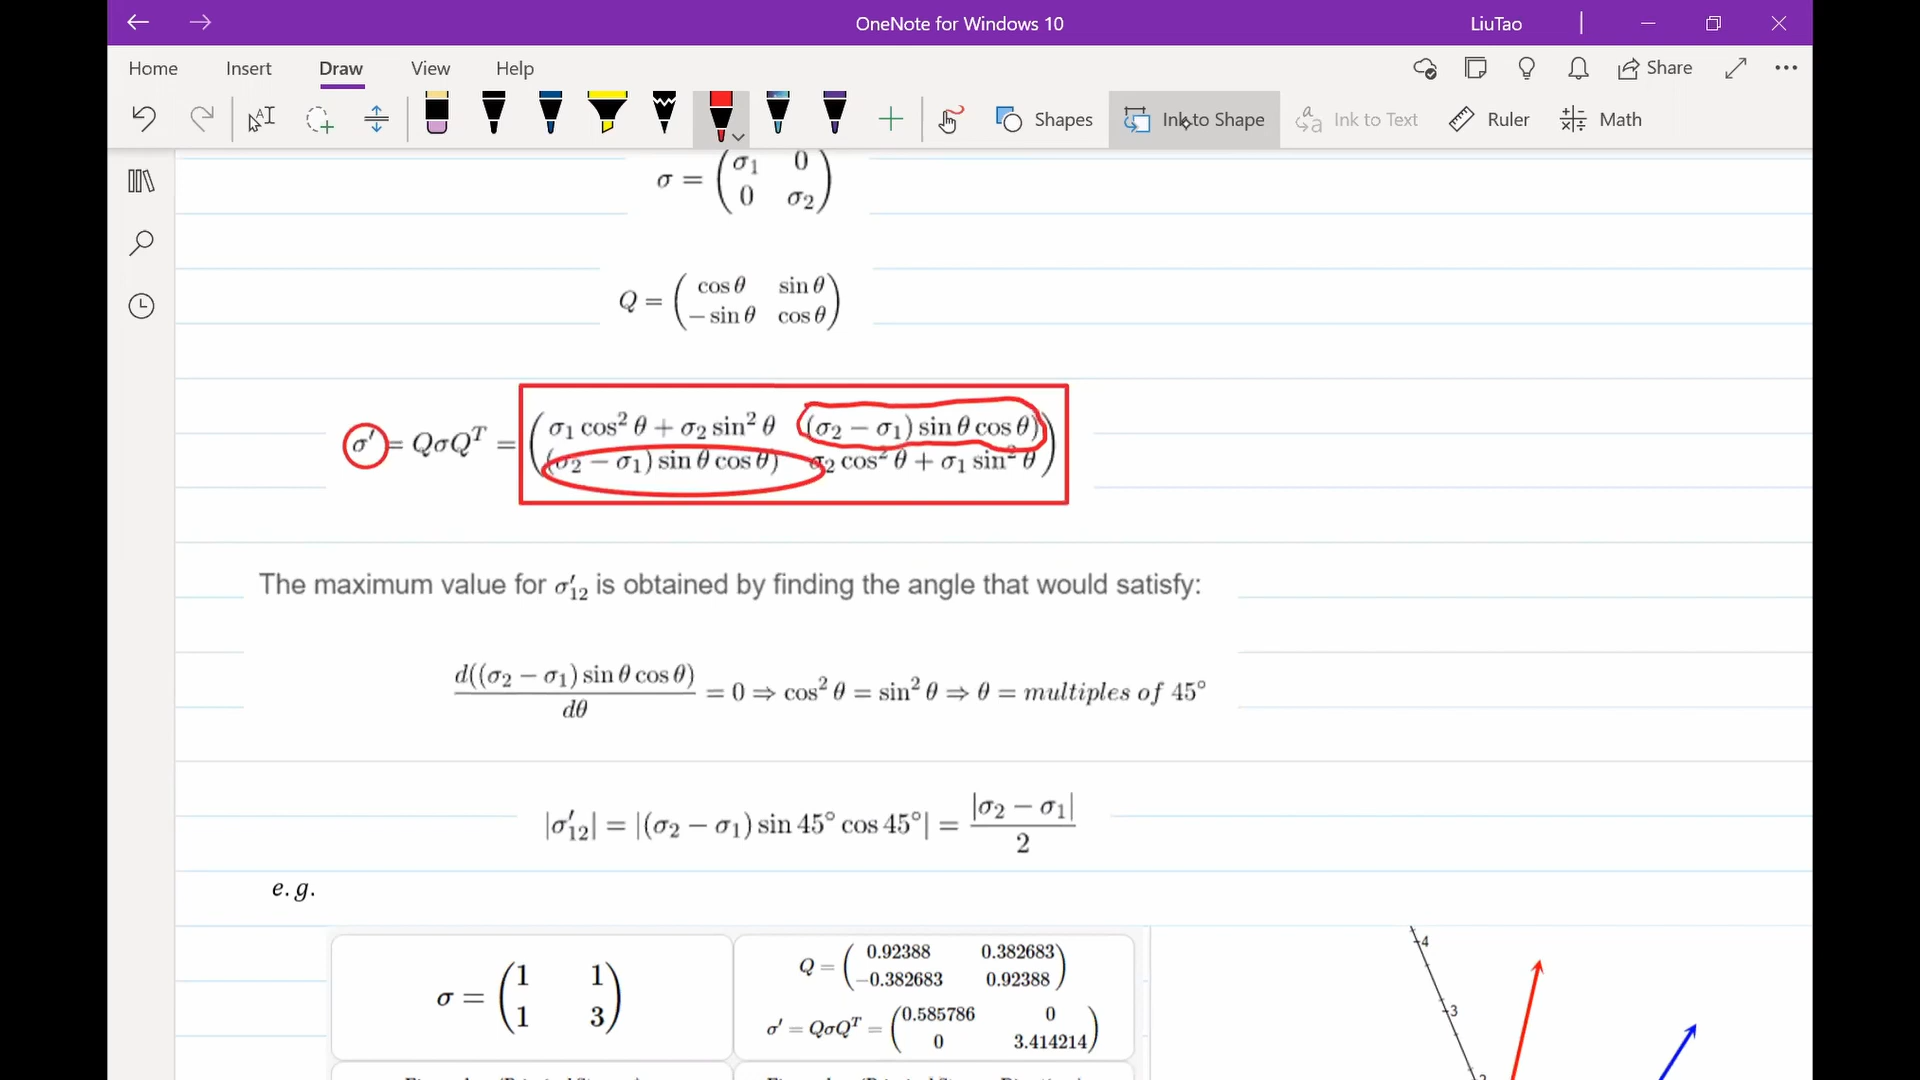 OneNote for Windows 10
LiuTao
Home Insert Draw View Help
Share
Shapes
Ink to Shape
Ink to Text
Ruler
Math
σ = (σ₁ 0
0 σ₂)
Q = (cos θ sin θ
− sin θ cos θ)
σ′ = QσQᵀ = (σ₁ cos² θ + σ₂ sin² θ (σ₂ − σ₁) sin θ cos θ)
(σ₂ − σ₁) sin θ cos θ) σ₂ cos² θ + σ₁ sin² θ)
The maximum value for σ′₁₂ is obtained by finding the angle that would satisfy:
d((σ₂ − σ₁) sin θ cos θ)
dθ
= 0 ⇒ cos² θ = sin² θ ⇒ θ = multiples of 45°
|σ′₁₂| = |(σ₂ − σ₁) sin 45° cos 45°| = |σ₂ − σ₁|
2
e.g.
σ = (1 1
1 3)
Q = (0.92388 0.382683
−0.382683 0.92388)
σ′ = QσQᵀ = (0.585786 0
0 3.414214)
4
3